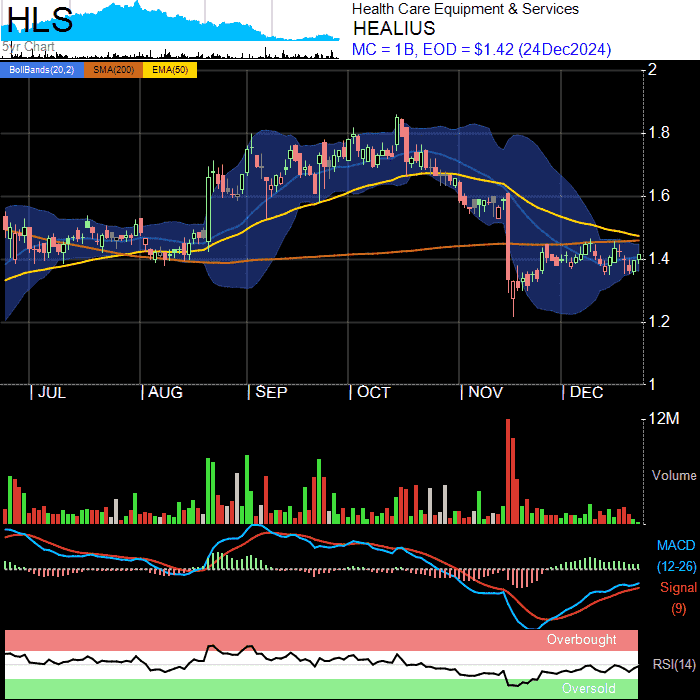 HLS
5yr Chart
Health Care Equipment & Services
HEALIUS
MC = 1B, EOD = $1.42 (24Dec2024)
BollBands(20,2) SMA(200) EMA(50)
2
1.8
1.6
1.4
1.2
1
JUL AUG SEP OCT NOV DEC
12M
Volume
MACD
(12-26)
Signal
(9)
Overbought
RSI(14)
Oversold